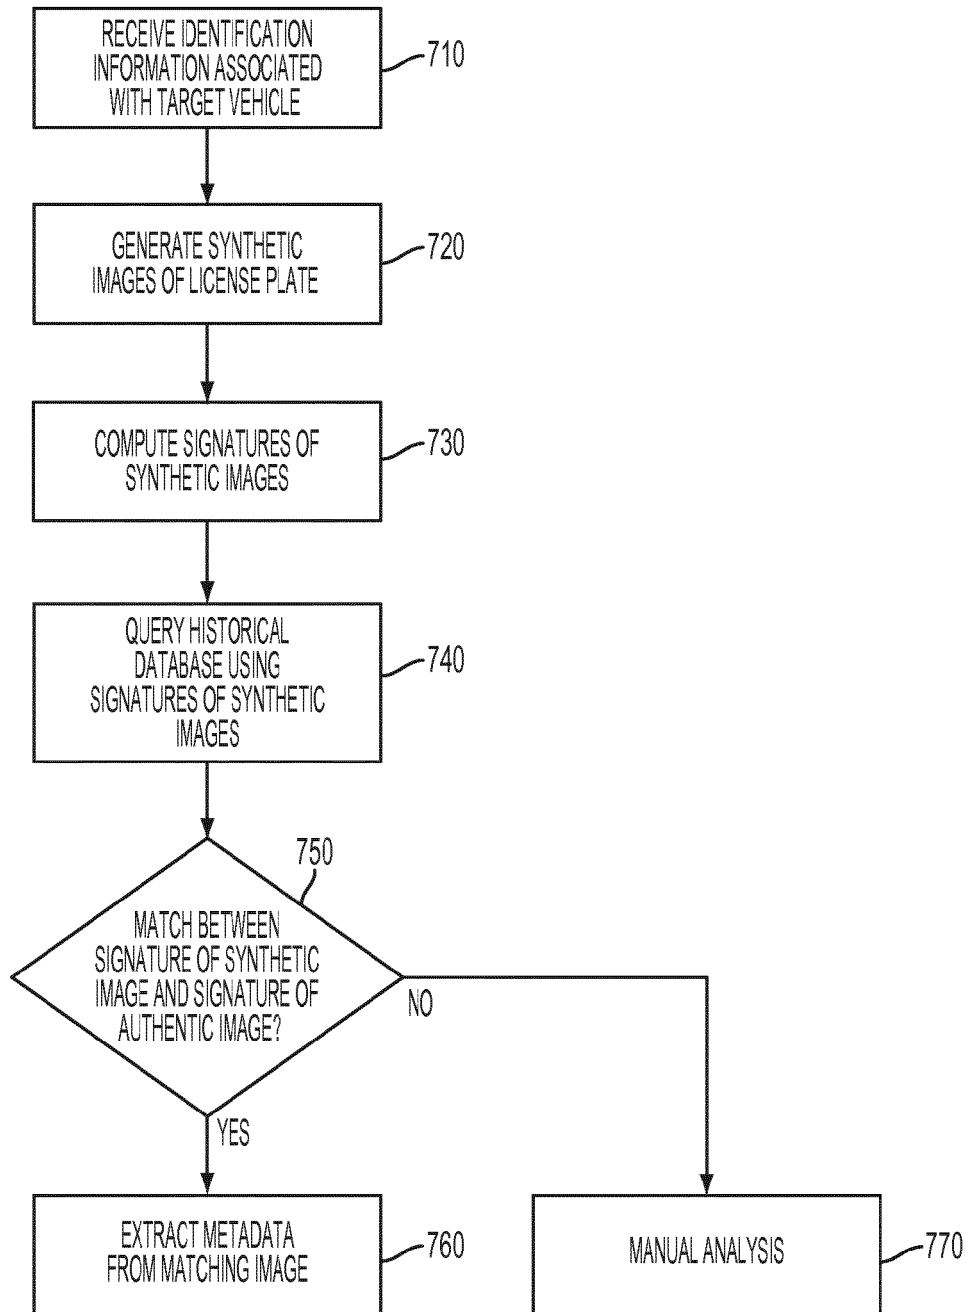 RECEIVE IDENTIFICATION
INFORMATION ASSOCIATED
WITH TARGET VEHICLE
710
GENERATE SYNTHETIC
IMAGES OF LICENSE PLATE
720
COMPUTE SIGNATURES OF
SYNTHETIC IMAGES
730
QUERY HISTORICAL
DATABASE USING
SIGNATURES OF SYNTHETIC
IMAGES
740
750
MATCH BETWEEN
SIGNATURE OF SYNTHETIC
IMAGE AND SIGNATURE OF
AUTHENTIC IMAGE?
NO
YES
EXTRACT METADATA
FROM MATCHING IMAGE
760
MANUAL ANALYSIS
770